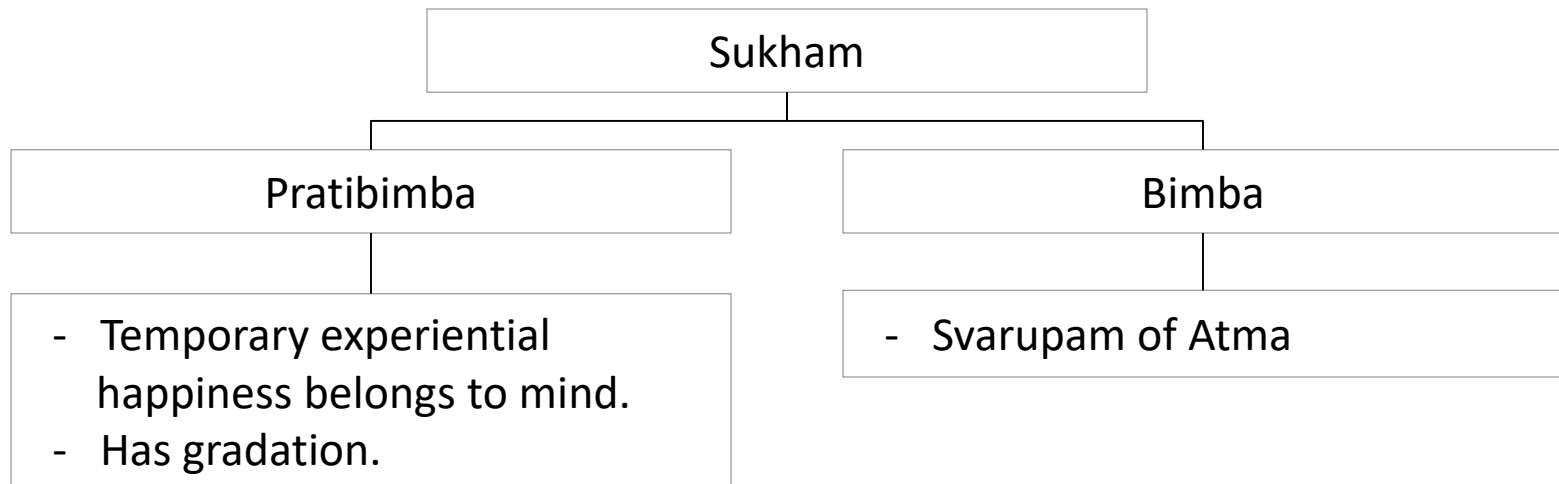 Sukham
Pratibimba
Bimba
- Temporary experiential
happiness belongs to mind.
- Has gradation.
- Svarupam of Atma